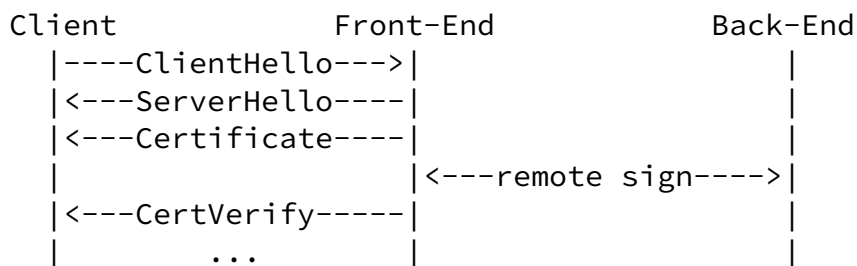 Client            Front-End            Back-End
  |----ClientHello--->|                    |
  |<---ServerHello----|                    |
  |<---Certificate----|                    |
  |                   |<---remote sign---->|
  |<---CertVerify-----|                    |
  |        ...        |                    |